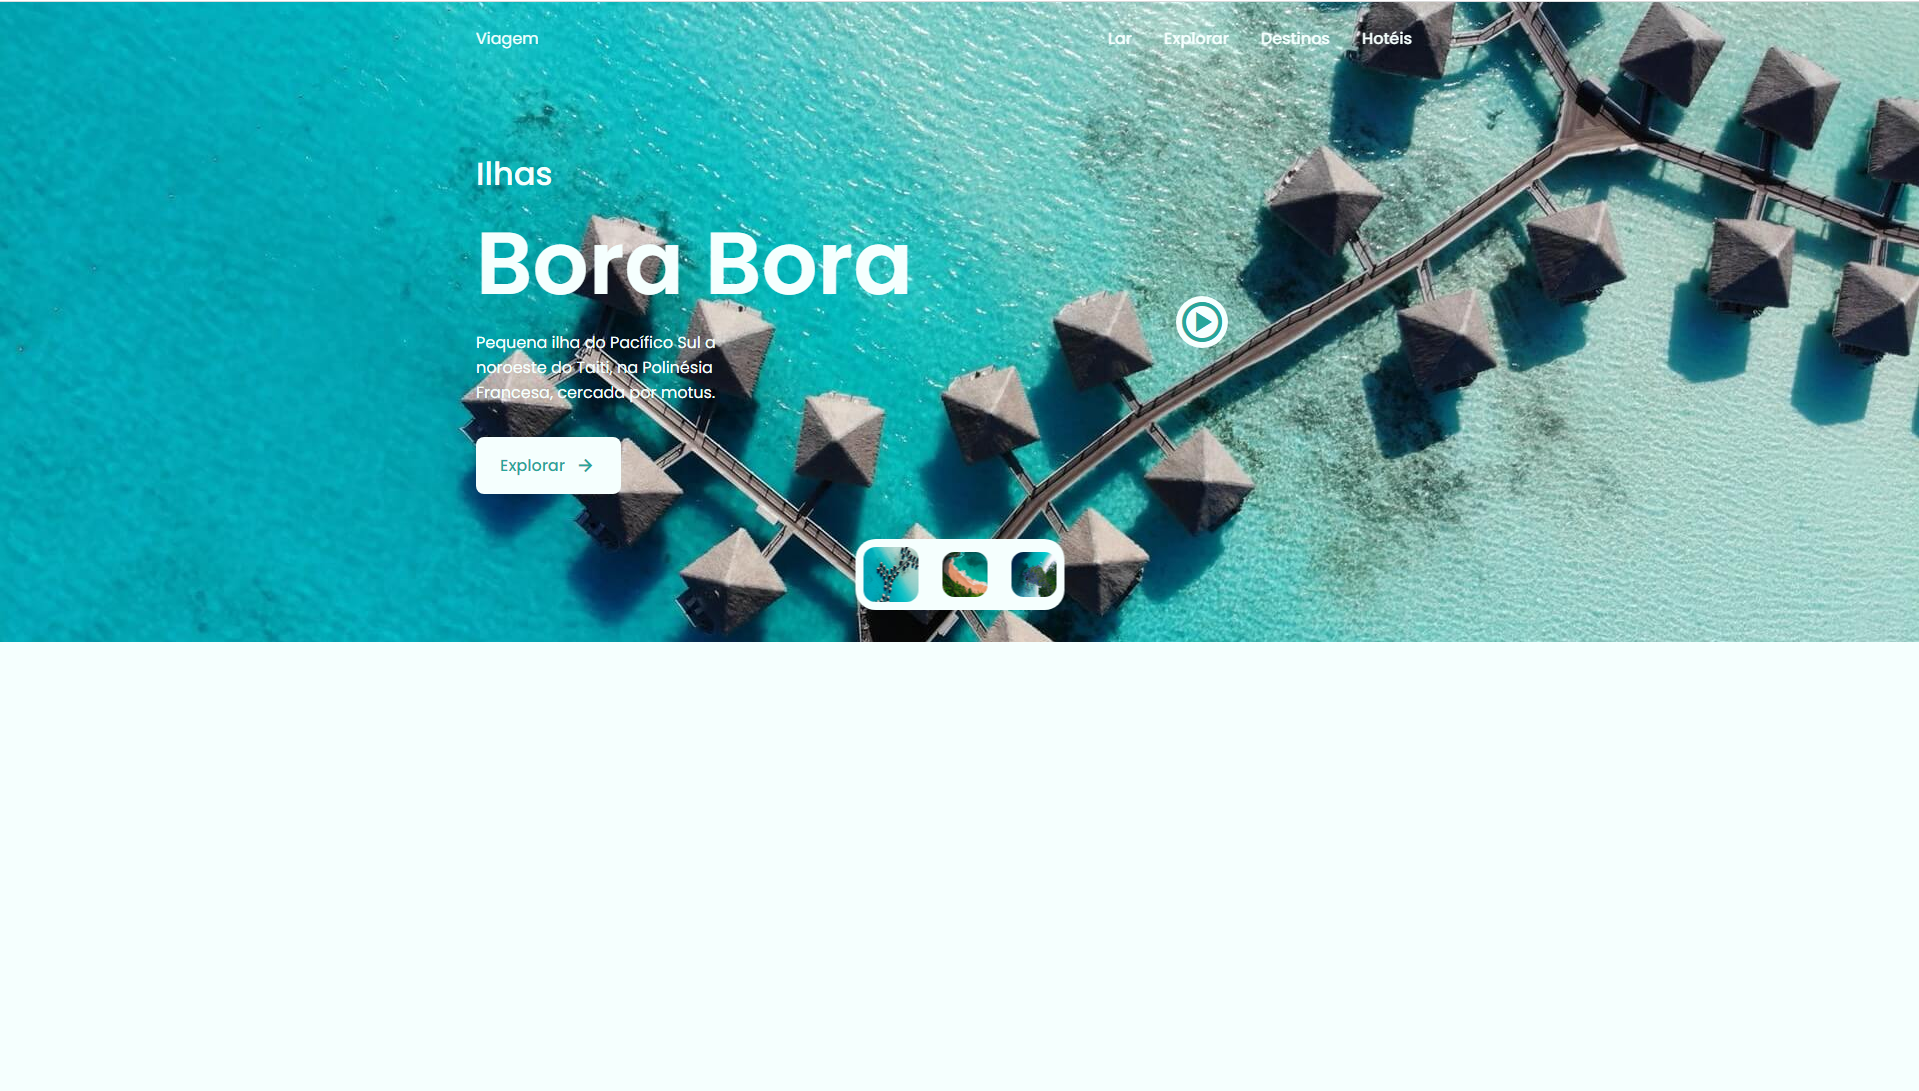 Viagem
Lar
Explorar
Destinos
Hotéis
Ilhas
Bora Bora
Pequena ilha do Pacífico Sul a
noroeste do Taiti, na Polinésia
Francesa, cercada por motus.
Explorar